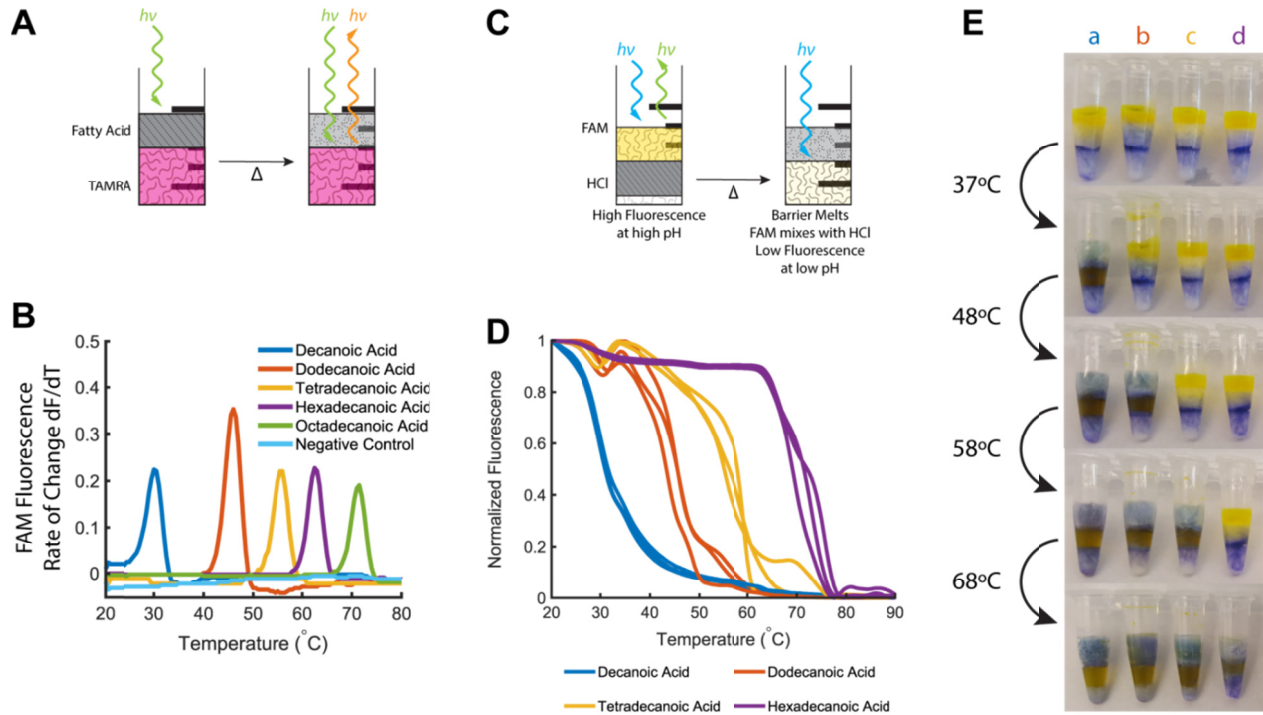 A
hν hν hν
Fatty Acid
TAMRA
Δ
B
FAM Fluorescence
Rate of Change dF/dT
0.5
0.4
0.3
0.2
0.1
0
20 30 40 50 60 70 80
Temperature (°C)
Decanoic Acid
Dodecanoic Acid
Tetradecanoic Acid
Hexadecanoic Acid
Octadecanoic Acid
Negative Control
C
hν hν hν
FAM
HCl
Δ
High Fluorescence
at high pH
Barrier Melts
FAM mixes with HCl
Low Fluorescence
at low pH
D
Normalized Fluorescence
1
0.8
0.6
0.4
0.2
0
20 30 40 50 60 70 80 90
Temperature (°C)
Decanoic Acid Dodecanoic Acid
Tetradecanoic Acid Hexadecanoic Acid
E
a b c d
37°C
48°C
58°C
68°C